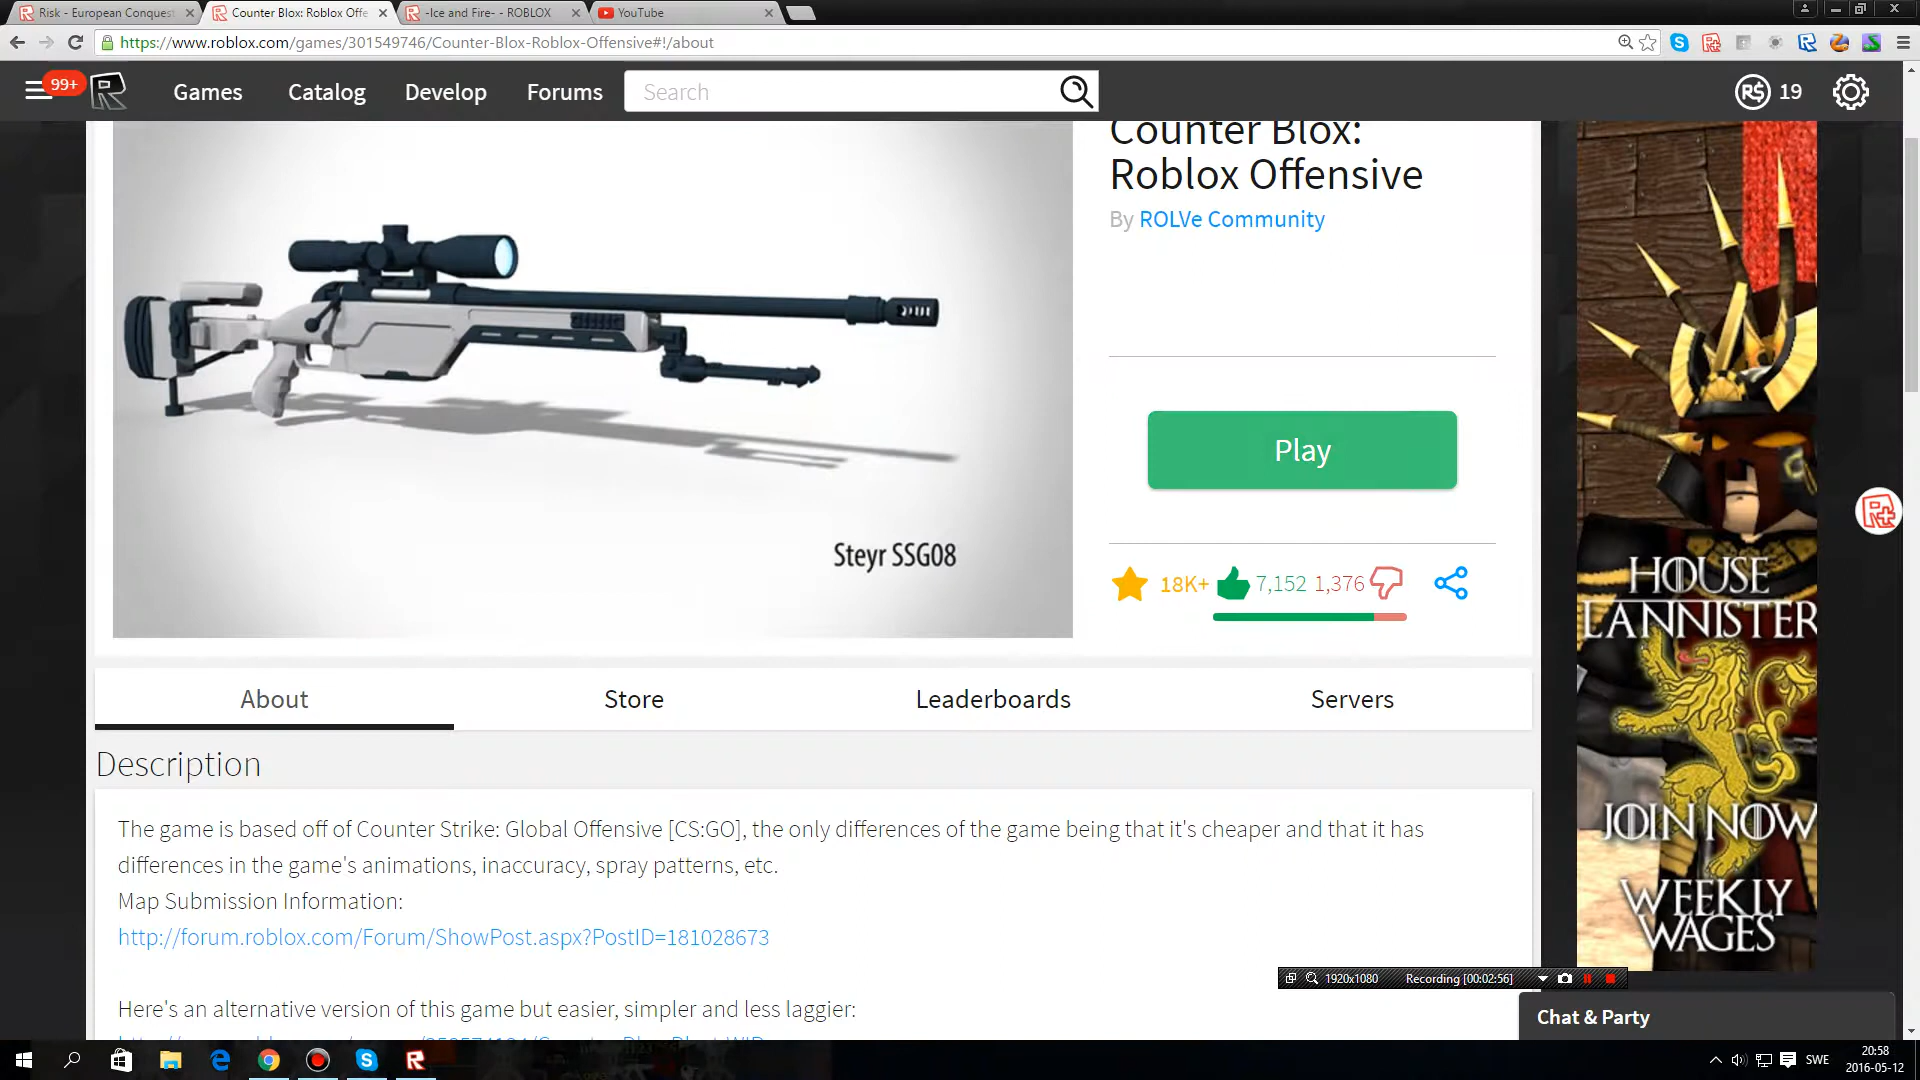 Risk - European Conquest
Counter Blox: Roblox Offe
-Ice and Fire- - ROBLOX
YouTube
https://www.roblox.com/games/301549746/Counter-Blox-Roblox-Offensive#!/about
99+
Games
Catalog
Develop
Forums
Search
R$ 19
Counter Blox:
Roblox Offensive
By ROLVe Community
Play
Steyr SSG08
18K+
7,152
1,376
HOUSE
LANNISTER
JOIN NOW
WEEKLY
WAGES
About
Store
Leaderboards
Servers
Description
The game is based off of Counter Strike: Global Offensive [CS:GO], the only differences of the game being that it's cheaper and that it has
differences in the game's animations, inaccuracy, spray patterns, etc.
Map Submission Information:
http://forum.roblox.com/Forum/ShowPost.aspx?PostID=181028673
1920x1080
Recording [00:02:56]
Here's an alternative version of this game but easier, simpler and less laggier:
Chat & Party
SWE
20:58
2016-05-12